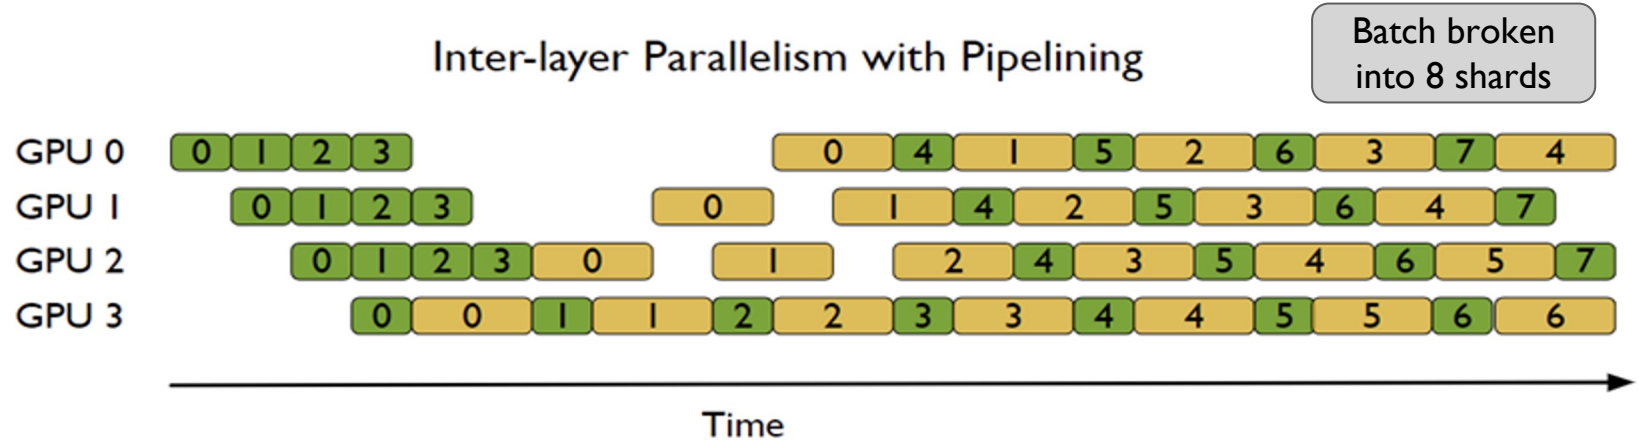 Batch broken
into 8 shards
Inter-layer Parallelism with Pipelining
GPU 0 0 1 2 3 0 4 1 5 2 6 3 7 4
GPU 1 0 1 2 3 0 1 4 2 5 3 6 4 7
GPU 2 0 1 2 3 0 1 2 4 3 5 4 6 5 7
GPU 3 0 0 1 1 2 2 3 3 4 4 5 5 6 6
Time